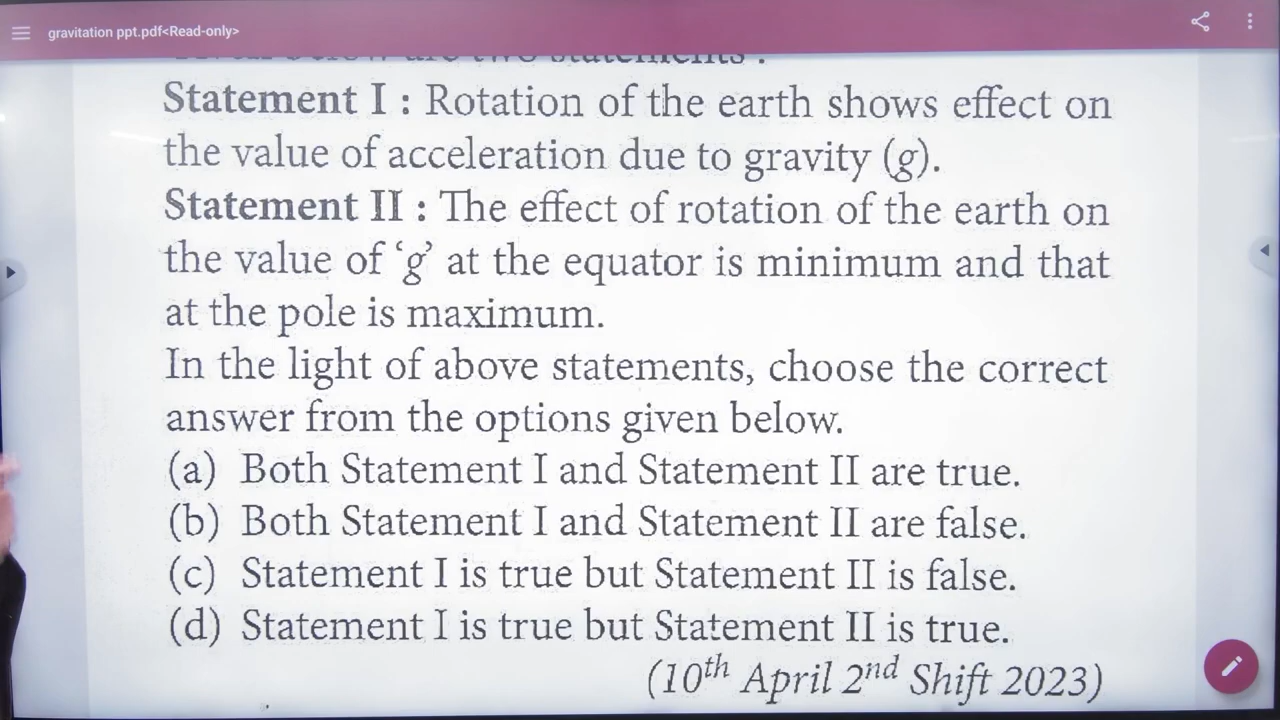 gravitation ppt.pdf<Read-only>
Statement I : Rotation of the earth shows effect on
the value of acceleration due to gravity (g).
Statement II : The effect of rotation of the earth on
the value of ‘g’ at the equator is minimum and that
at the pole is maximum.
In the light of above statements, choose the correct
answer from the options given below.
(a) Both Statement I and Statement II are true.
(b) Both Statement I and Statement II are false.
(c) Statement I is true but Statement II is false.
(d) Statement I is true but Statement II is true.
(10th April 2nd Shift 2023)